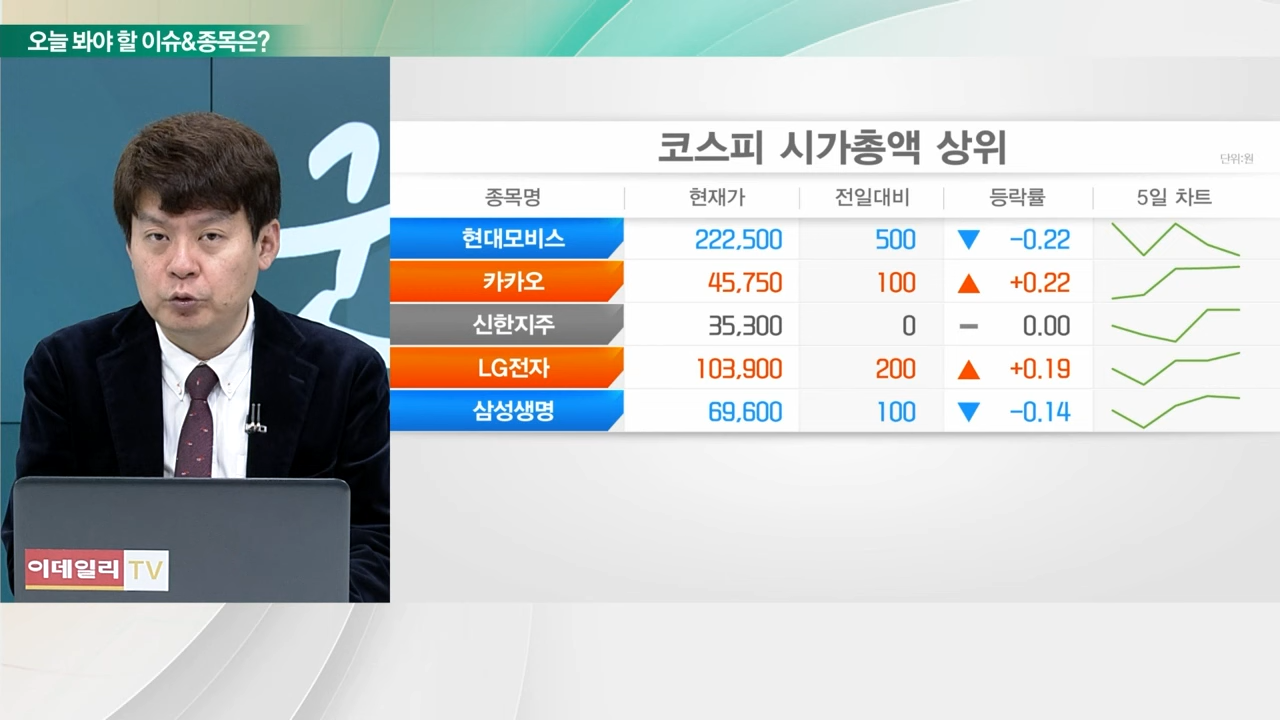 오늘 봐야 할 이슈&종목은?
코스피 시가총액 상위
단위:원
종목명 현재가 전일대비 등락률 5일 차트
현대모비스 222,500 500 ▼ -0.22
카카오 45,750 100 ▲ +0.22
신한지주 35,300 0 - 0.00
LG전자 103,900 200 ▲ +0.19
삼성생명 69,600 100 ▼ -0.14
이데일리 TV